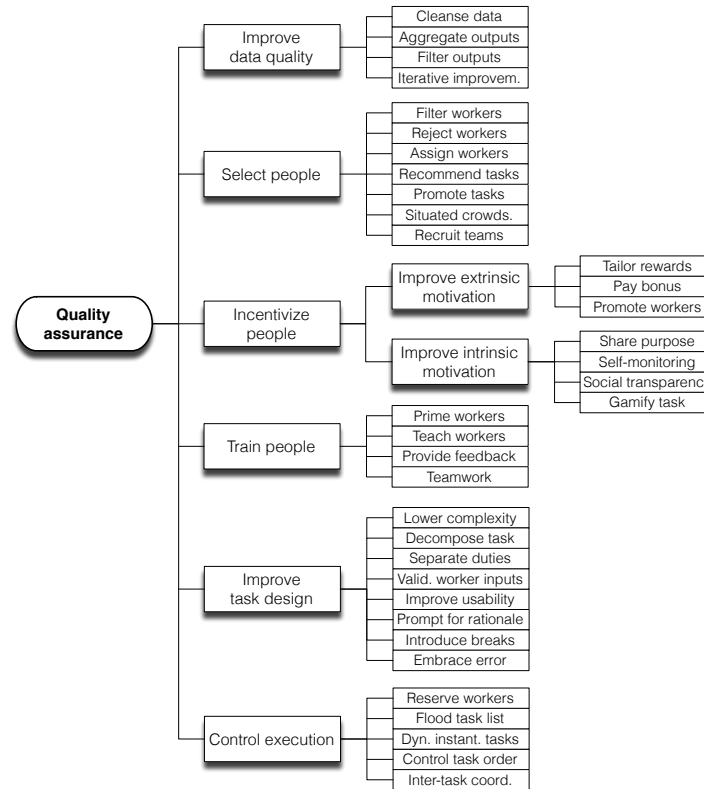 Quality
assurance
Improve
data quality
Cleanse data
Aggregate outputs
Filter outputs
Iterative improvem.
Select people
Filter workers
Reject workers
Assign workers
Recommend tasks
Promote tasks
Situated crowds.
Recruit teams
Incentivize
people
Improve extrinsic
motivation
Tailor rewards
Pay bonus
Promote workers
Improve intrinsic
motivation
Share purpose
Self-monitoring
Social transparenc
Gamify task
Train people
Prime workers
Teach workers
Provide feedback
Teamwork
Improve
task design
Lower complexity
Decompose task
Separate duties
Valid. worker inputs
Improve usability
Prompt for rationale
Introduce breaks
Embrace error
Control execution
Reserve workers
Flood task list
Dyn. instant. tasks
Control task order
Inter-task coord.